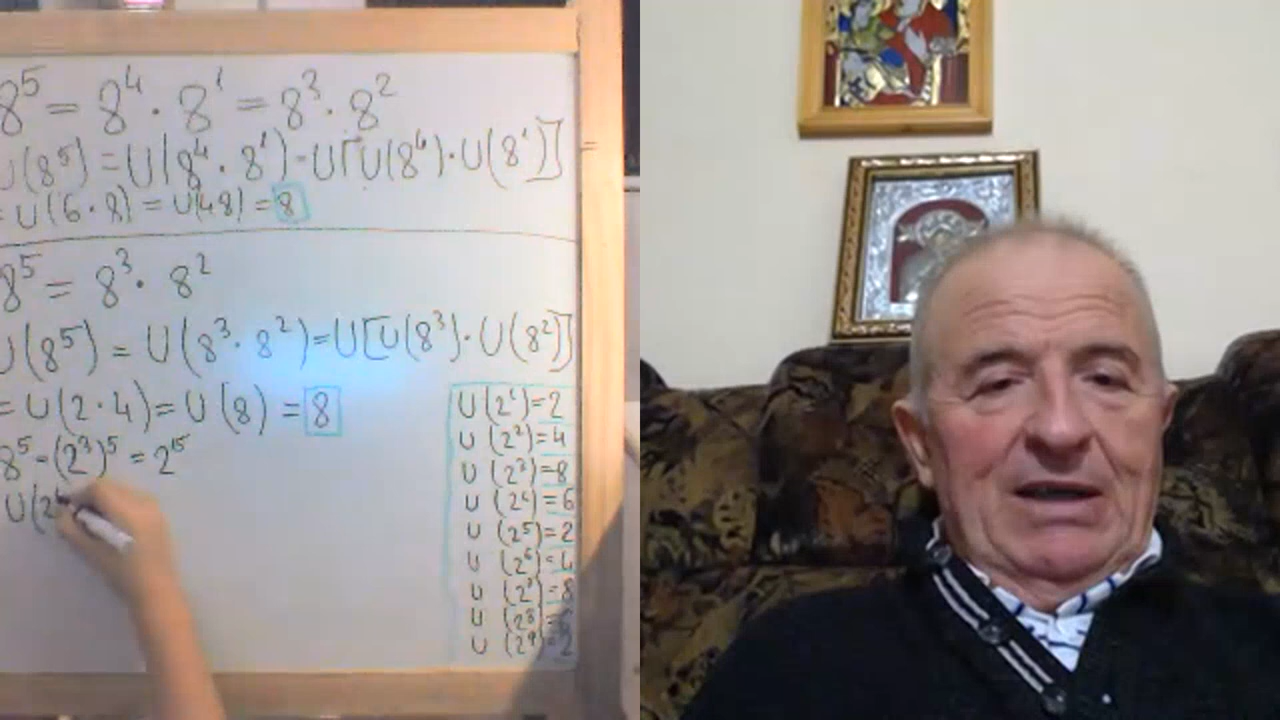 8⁵ = 8⁴ · 8¹ = 8³ · 8²
U(8⁵) = U(8⁴ · 8¹) = U[U(8⁴) · U(8¹)] =
= U(6 · 8) = U(48) = 8
8⁵ = 8³ · 8²
U(8⁵) = U(8³ · 8²) = U[U(8³) · U(8²)]
= U(2 · 4) = U(8) = 8
8⁵ = (2³)⁵ = 2¹⁵
U(2
U(2¹)=2
U(2²)=4
U(2³)=8
U(2⁴)=6
U(2⁵)=2
U(2⁶)=4
U(2⁷)=8
U(2⁸)=
U(2⁹)=2